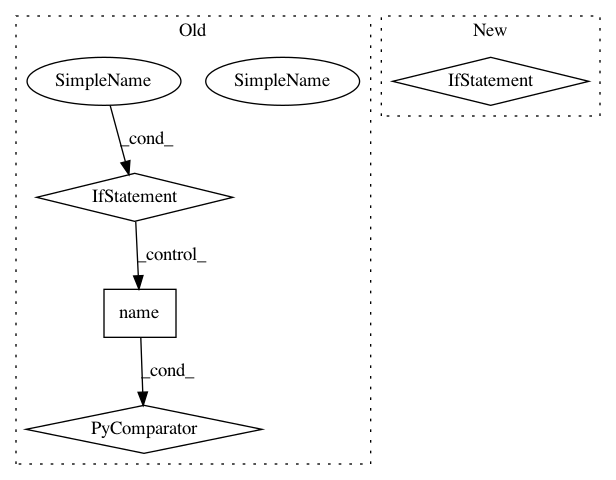 Old
New
SimpleName
SimpleName
IfStatement
_cond_
IfStatement
_control_
name
_cond_
PyComparator